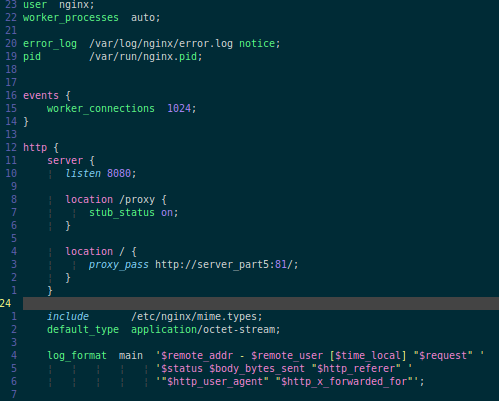 23 user  nginx;
22 worker_processes  auto;
21
20 error_log  /var/log/nginx/error.log notice;
19 pid        /var/run/nginx.pid;
18
17
16 events {
15     worker_connections  1024;
14 }
13
12 http {
11     server {
10     ¦  listen 8080;
9
8     ¦  location /proxy {
7     ¦  ¦  stub_status on;
6     ¦  }
5
4     ¦  location / {
3     ¦  ¦  proxy_pass http://server_part5:81/;
2     ¦  }
1     }
24
1     include       /etc/nginx/mime.types;
2     default_type  application/octet-stream;
3
4     log_format  main  '$remote_addr - $remote_user [$time_local] "$request" '
5     ¦   ¦   ¦   ¦   ¦ '$status $body_bytes_sent "$http_referer" '
6     ¦   ¦   ¦   ¦   ¦ '"$http_user_agent" "$http_x_forwarded_for"';
7